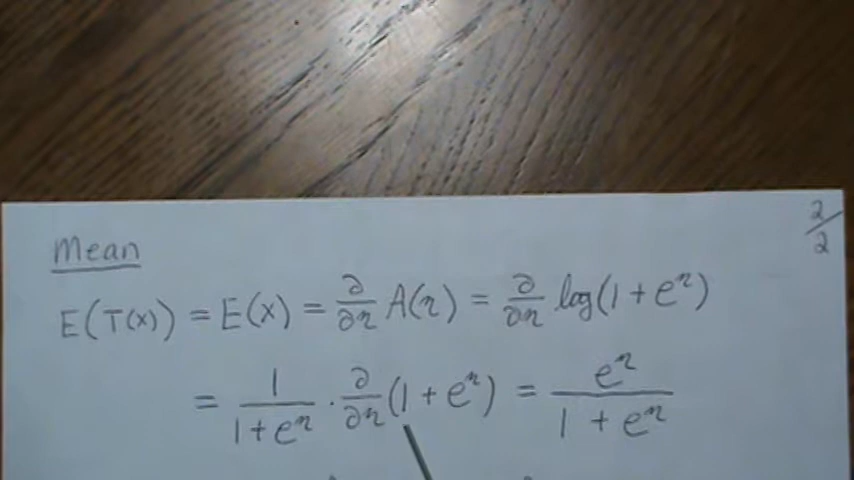 2/2
Mean
E(T(x)) = E(x) = ∂/∂η A(η) = ∂/∂η log(1 + e^η)
= 1/(1+e^η) · ∂/∂η (1 + e^η) = e^η/(1 + e^η)